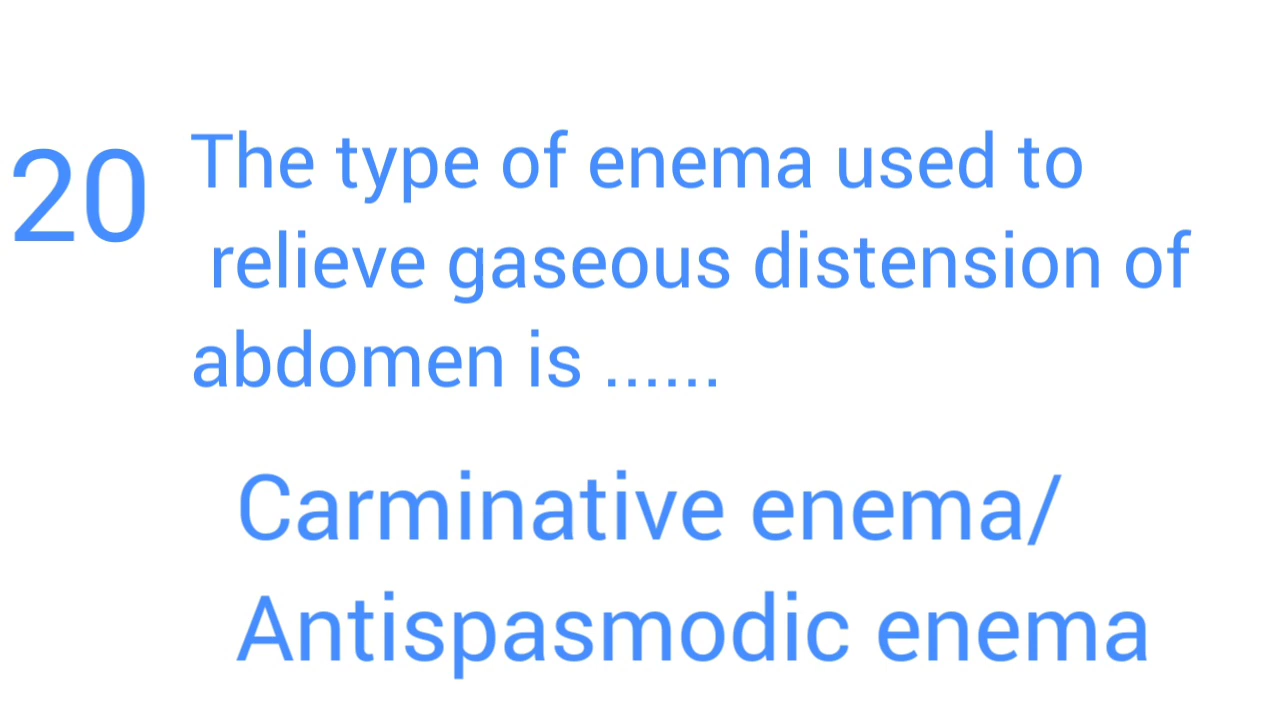 20 The type of enema used to
relieve gaseous distension of
abdomen is ......
Carminative enema/
Antispasmodic enema